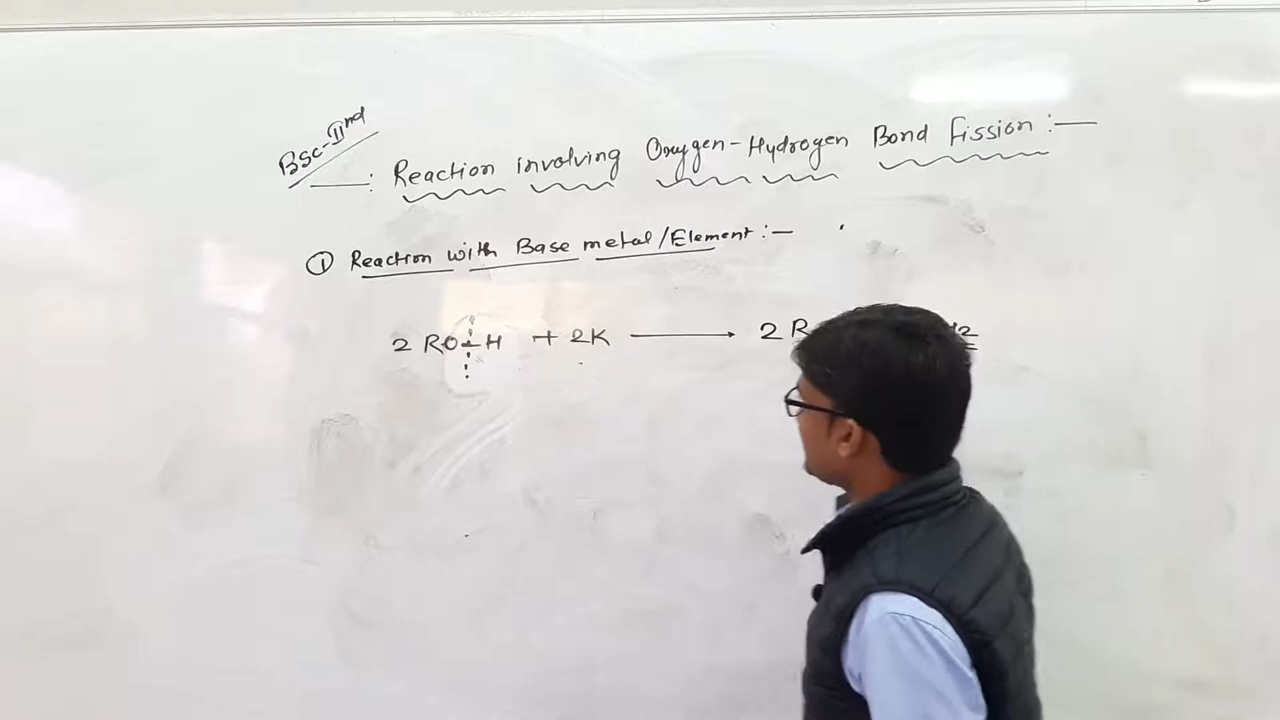 BSc-IInd
Reaction involving Oxygen-Hydrogen Bond Fission :—
① Reaction with Base metal/Element :—
2 RO-H + 2K ⟶ 2 R